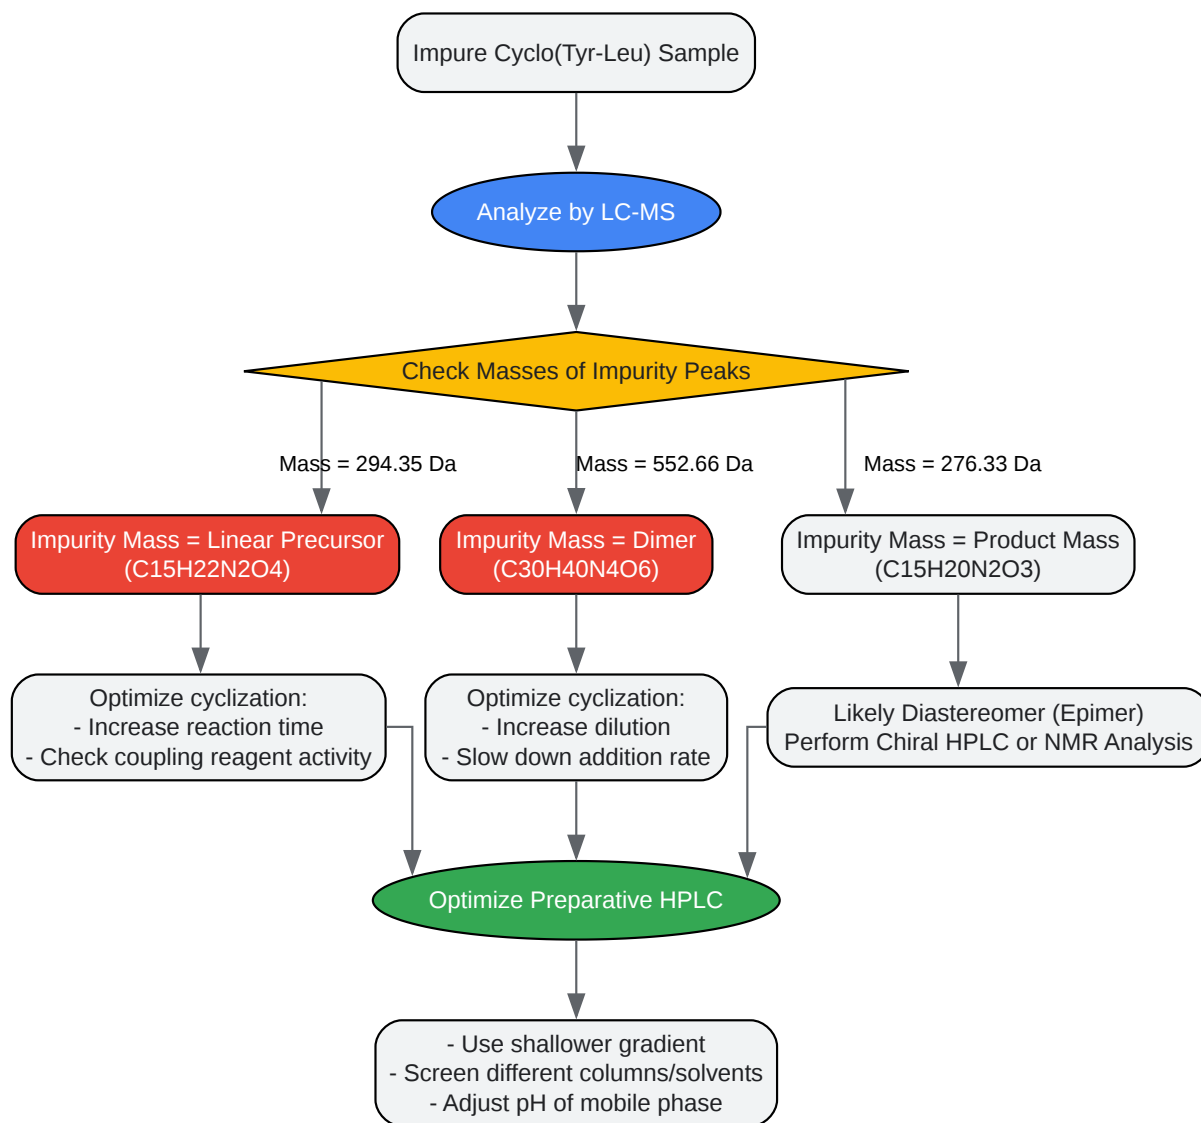 Impure Cyclo(Tyr-Leu) Sample
Analyze by LC-MS
Check Masses of Impurity Peaks
Mass = 294.35 Da
Mass = 552.66 Da
Mass = 276.33 Da
Impurity Mass = Linear Precursor
(C15H22N2O4)
Impurity Mass = Dimer
(C30H40N4O6)
Impurity Mass = Product Mass
(C15H20N2O3)
Optimize cyclization:
- Increase reaction time
- Check coupling reagent activity
Optimize cyclization:
- Increase dilution
- Slow down addition rate
Likely Diastereomer (Epimer)
Perform Chiral HPLC or NMR Analysis
Optimize Preparative HPLC
- Use shallower gradient
- Screen different columns/solvents
- Adjust pH of mobile phase